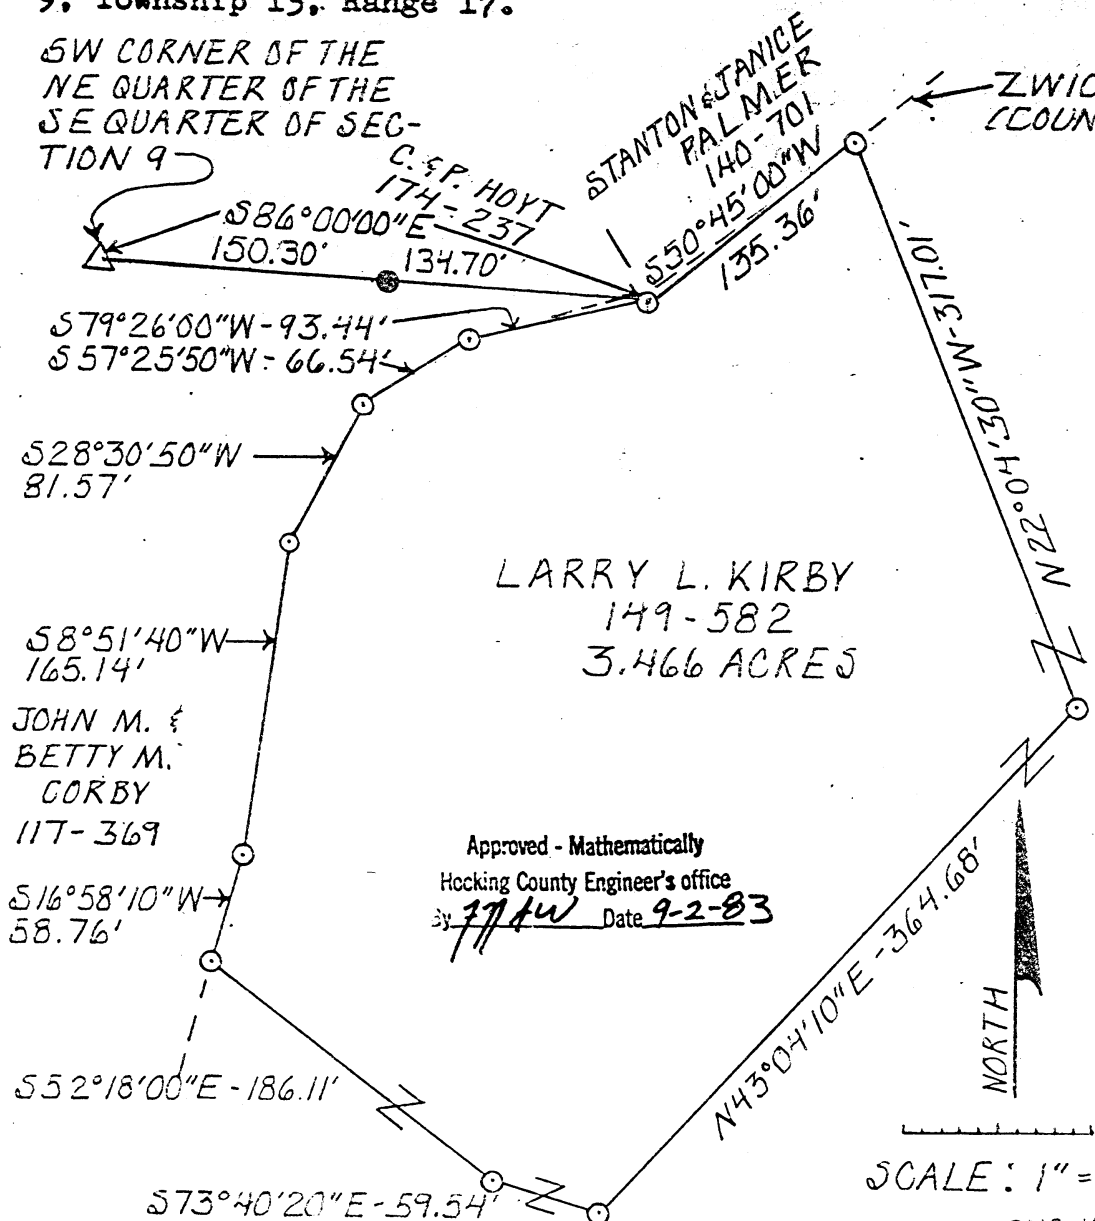 9, Township 15, Range 17.
SW CORNER OF THE
NE QUARTER OF THE
SE QUARTER OF SEC-
TION 9
C. & P. HOYT
174-237
STANTON & JANICE
PALMER
140-701
S50°45'00"W
135.36'
(COUN
S86°00'00"E
150.30'
134.70'
S79°26'00"W-93.44'
S57°25'50"W-66.54'
N22°04'30"W-317.01'
S28°30'50"W
81.57'
LARRY L. KIRBY
149-582
3.466 ACRES
S8°51'40"W
165.14'
JOHN M. &
BETTY M.
CORBY
117-369
Approved - Mathematically
Hocking County Engineer's office
By Date 9-2-83
S16°58'10"W
58.76'
N43°04'10"E-364.68'
NORTH
S52°18'00"E-186.11'
SCALE: 1"=
S73°40'20"E-59.54'